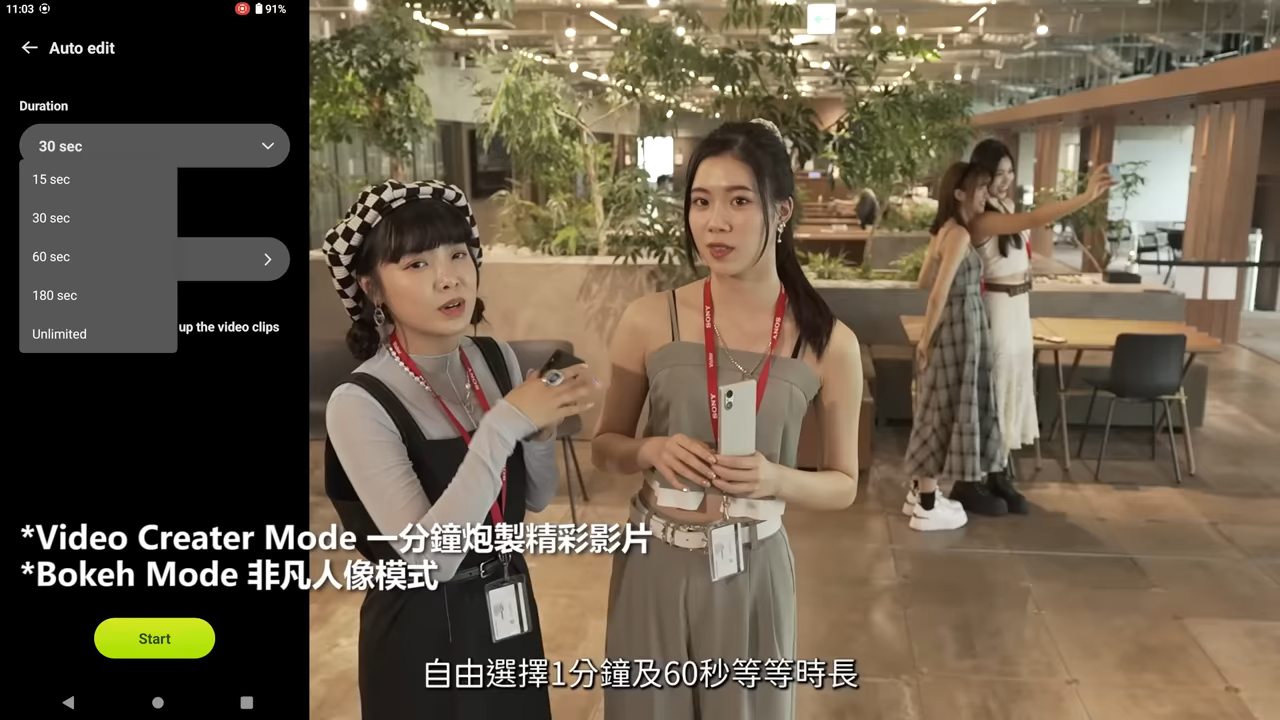 11:03
91%
Auto edit
Duration
30 sec
15 sec
30 sec
60 sec
180 sec
Unlimited
up the video clips
SONY
SONY
SONY
*Video Creater Mode 一分鐘炮製精彩影片
*Bokeh Mode 非凡人像模式
Start
自由選擇1分鐘及60秒等等時長